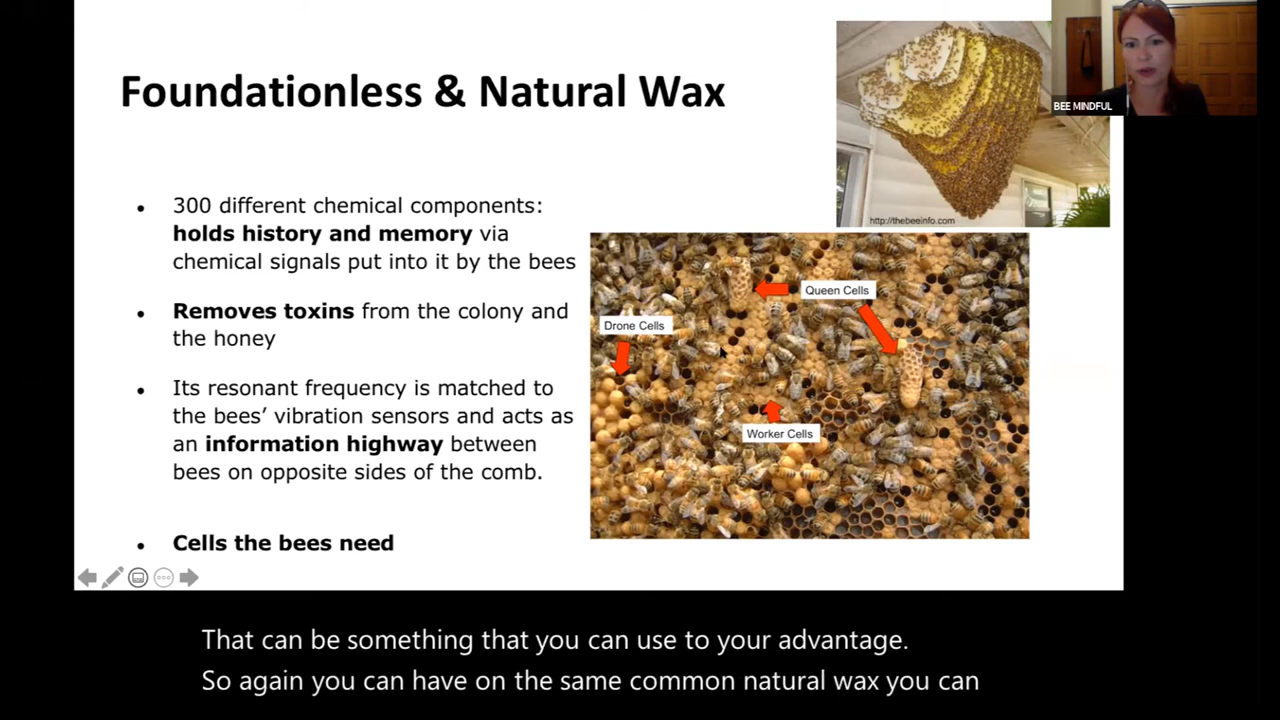 Foundationless & Natural Wax
BEE MINDFUL
http://thebeeinfo.com
300 different chemical components:
holds history and memory via
chemical signals put into it by the bees
Removes toxins from the colony and
the honey
Its resonant frequency is matched to
the bees’ vibration sensors and acts as
an information highway between
bees on opposite sides of the comb.
Cells the bees need
Queen Cells
Drone Cells
Worker Cells
That can be something that you can use to your advantage.
So again you can have on the same common natural wax you can